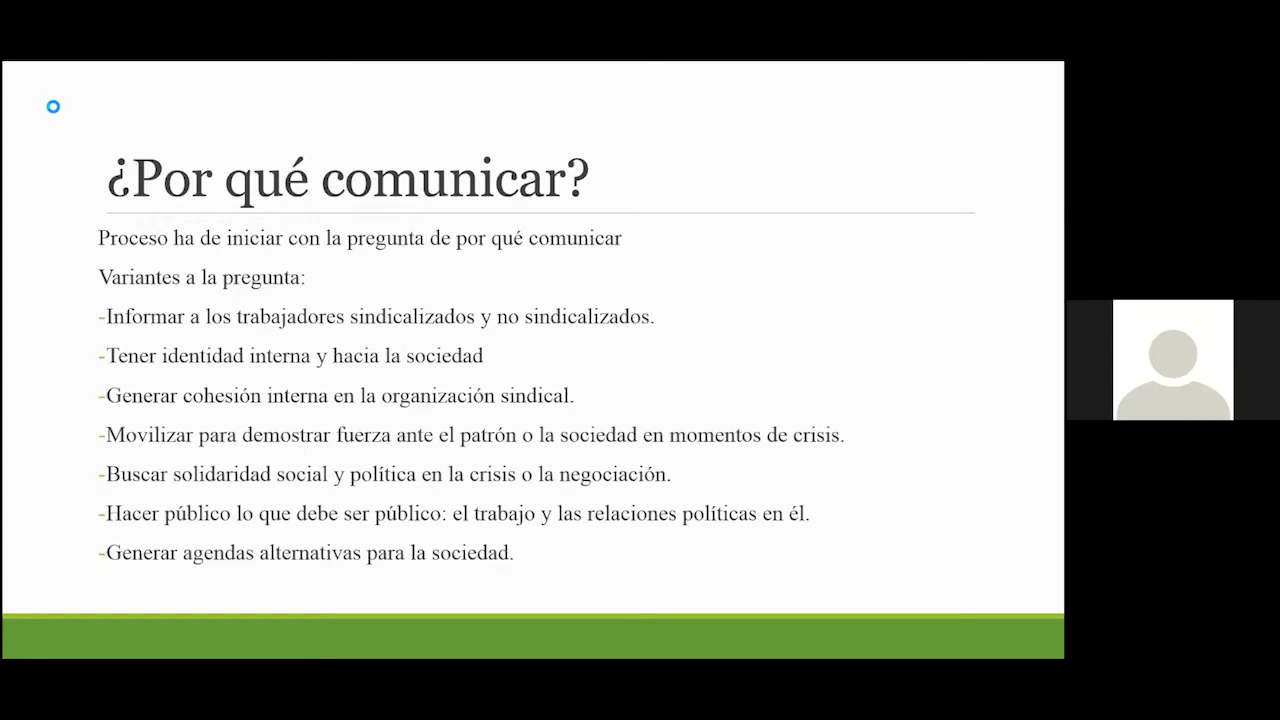 ¿Por qué comunicar?
Proceso ha de iniciar con la pregunta de por qué comunicar
Variantes a la pregunta:
-Informar a los trabajadores sindicalizados y no sindicalizados.
-Tener identidad interna y hacia la sociedad
-Generar cohesión interna en la organización sindical.
-Movilizar para demostrar fuerza ante el patrón o la sociedad en momentos de crisis.
-Buscar solidaridad social y política en la crisis o la negociación.
-Hacer público lo que debe ser público: el trabajo y las relaciones políticas en él.
-Generar agendas alternativas para la sociedad.